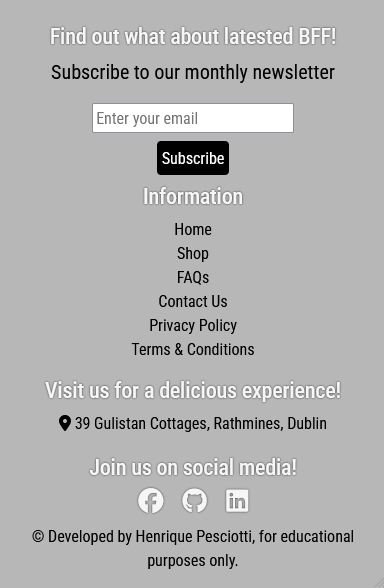 Find out what about latested BFF!
Subscribe to our monthly newsletter
Enter your email
Subscribe
Information
Home
Shop
FAQs
Contact Us
Privacy Policy
Terms & Conditions
Visit us for a delicious experience!
39 Gulistan Cottages, Rathmines, Dublin
Join us on social media!
© Developed by Henrique Pesciotti, for educational
purposes only.